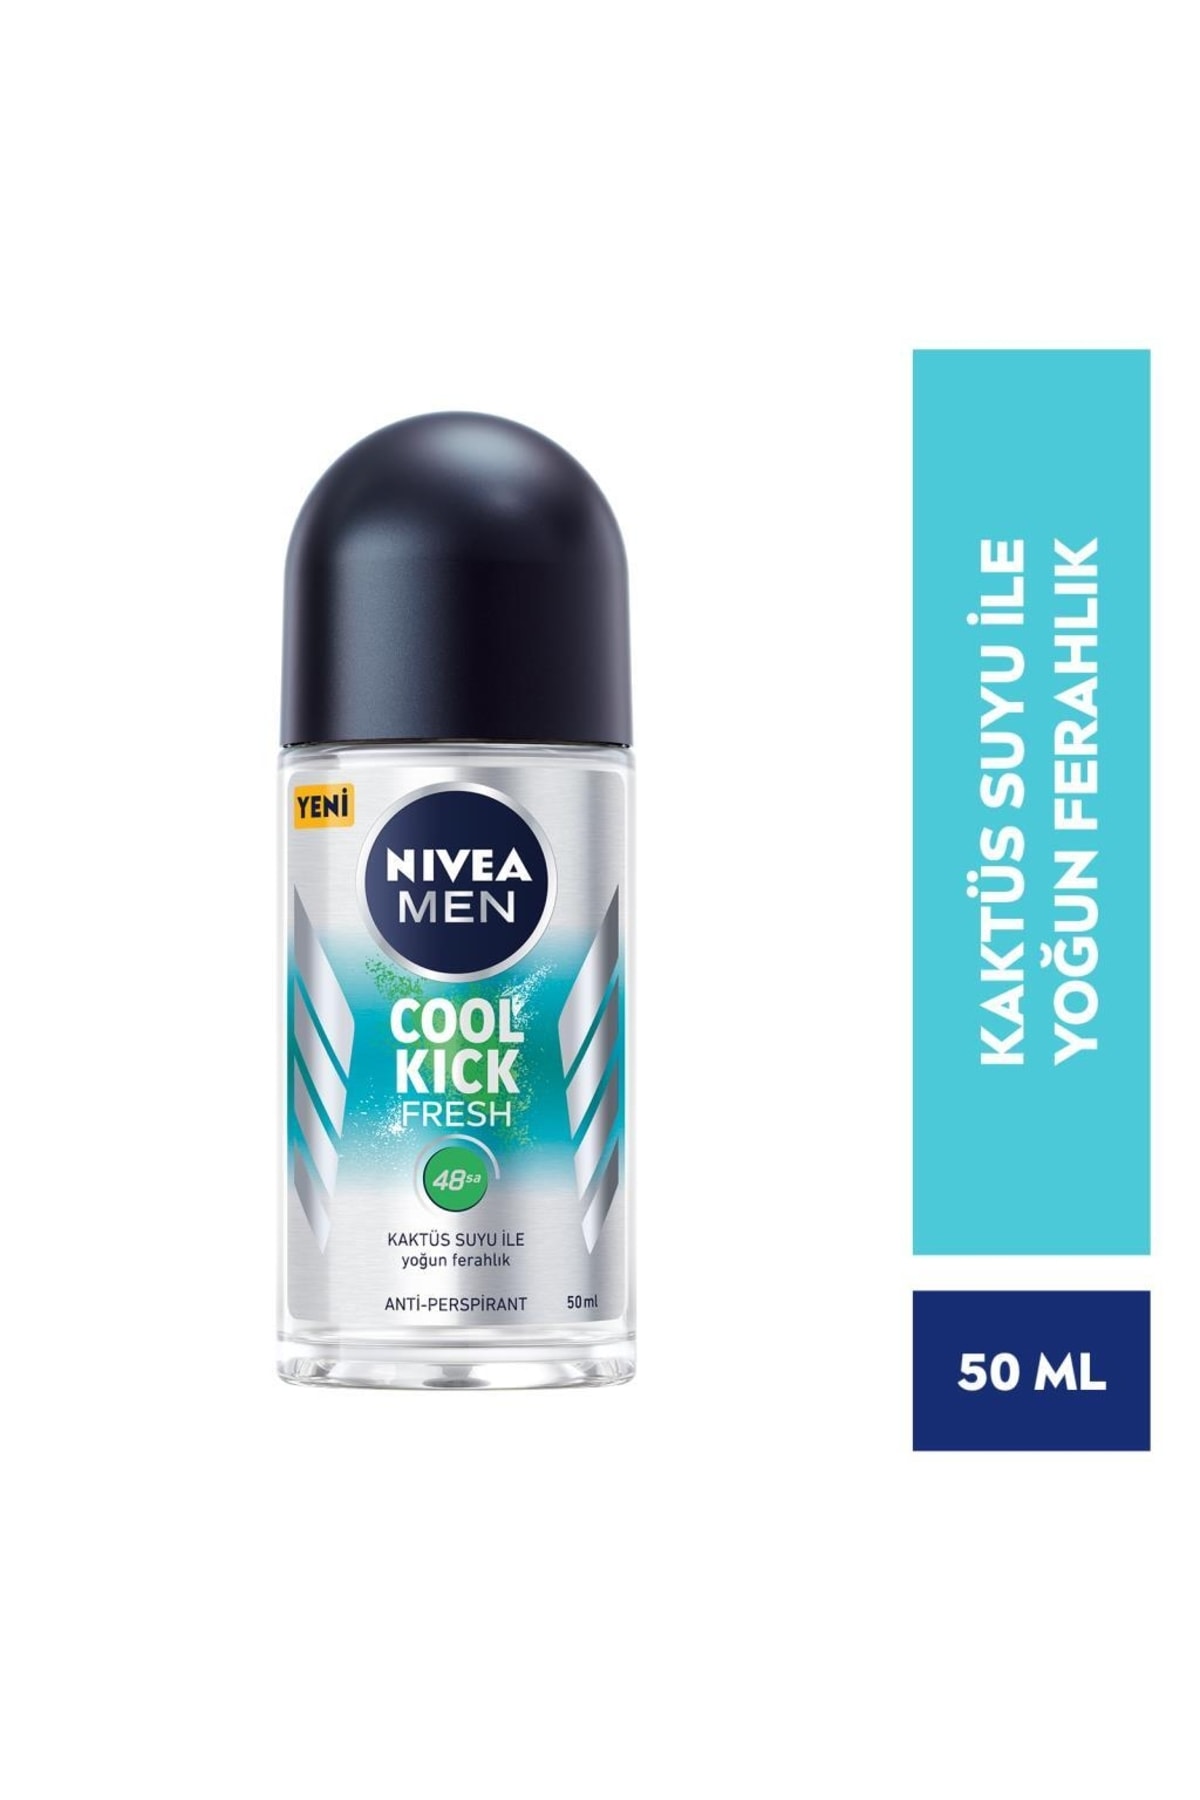 YENİ
NIVEA
MEN
COOL
KICK
FRESH
48sa
KAKTÜS SUYU İLE
yoğun ferahlık
ANTİ-PERSPİRANT
50ml
KAKTÜS SUYU İLE
YOĞUN FERAHLIK
50 ML